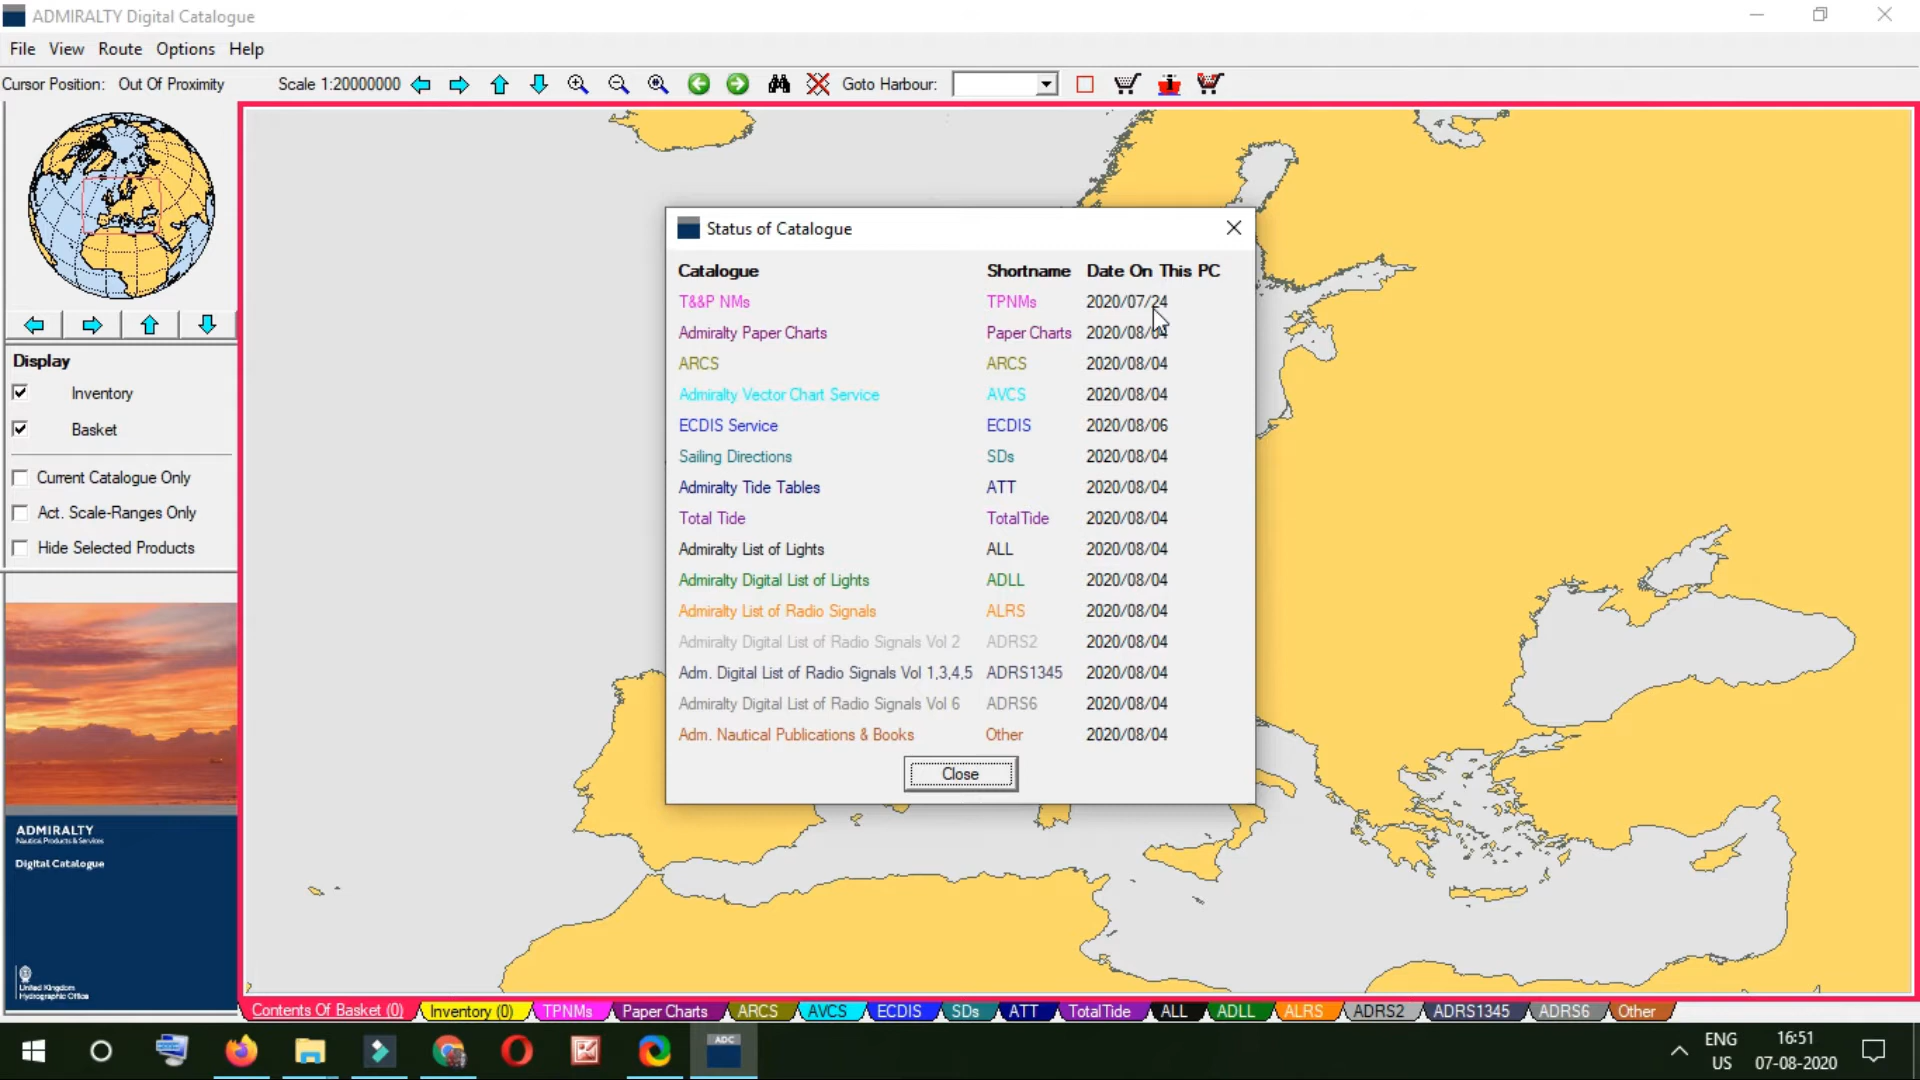 ADMIRALTY Digital Catalogue
File View Route Options Help
Cursor Position: Out Of Proximity Scale 1:20000000 Goto Harbour:
Status of Catalogue
Catalogue Shortname Date On This PC
T&&P NMs TPNMs 2020/07/24
Admiralty Paper Charts Paper Charts 2020/08/04
ARCS ARCS 2020/08/04
Admiralty Vector Chart Service AVCS 2020/08/04
ECDIS Service ECDIS 2020/08/06
Sailing Directions SDs 2020/08/04
Admiralty Tide Tables ATT 2020/08/04
Total Tide TotalTide 2020/08/04
Admiralty List of Lights ALL 2020/08/04
Admiralty Digital List of Lights ADLL 2020/08/04
Admiralty List of Radio Signals ALRS 2020/08/04
Admiralty Digital List of Radio Signals Vol 2 ADRS2 2020/08/04
Adm. Digital List of Radio Signals Vol 1,3,4,5 ADRS1345 2020/08/04
Admiralty Digital List of Radio Signals Vol 6 ADRS6 2020/08/04
Adm. Nautical Publications & Books Other 2020/08/04
Close
Display
Inventory
Basket
Current Catalogue Only
Act. Scale-Ranges Only
Hide Selected Products
ADMIRALTY
Nautical Products & Services
Digital Catalogue
United Kingdom
Hydrographic Office
Contents Of Basket (0) Inventory (0) TPNMs Paper Charts ARCS AVCS ECDIS SDs ATT TotalTide ALL ADLL ALRS ADRS2 ADRS1345 ADRS6 Other
ADC
ENG
US
16:51
07-08-2020